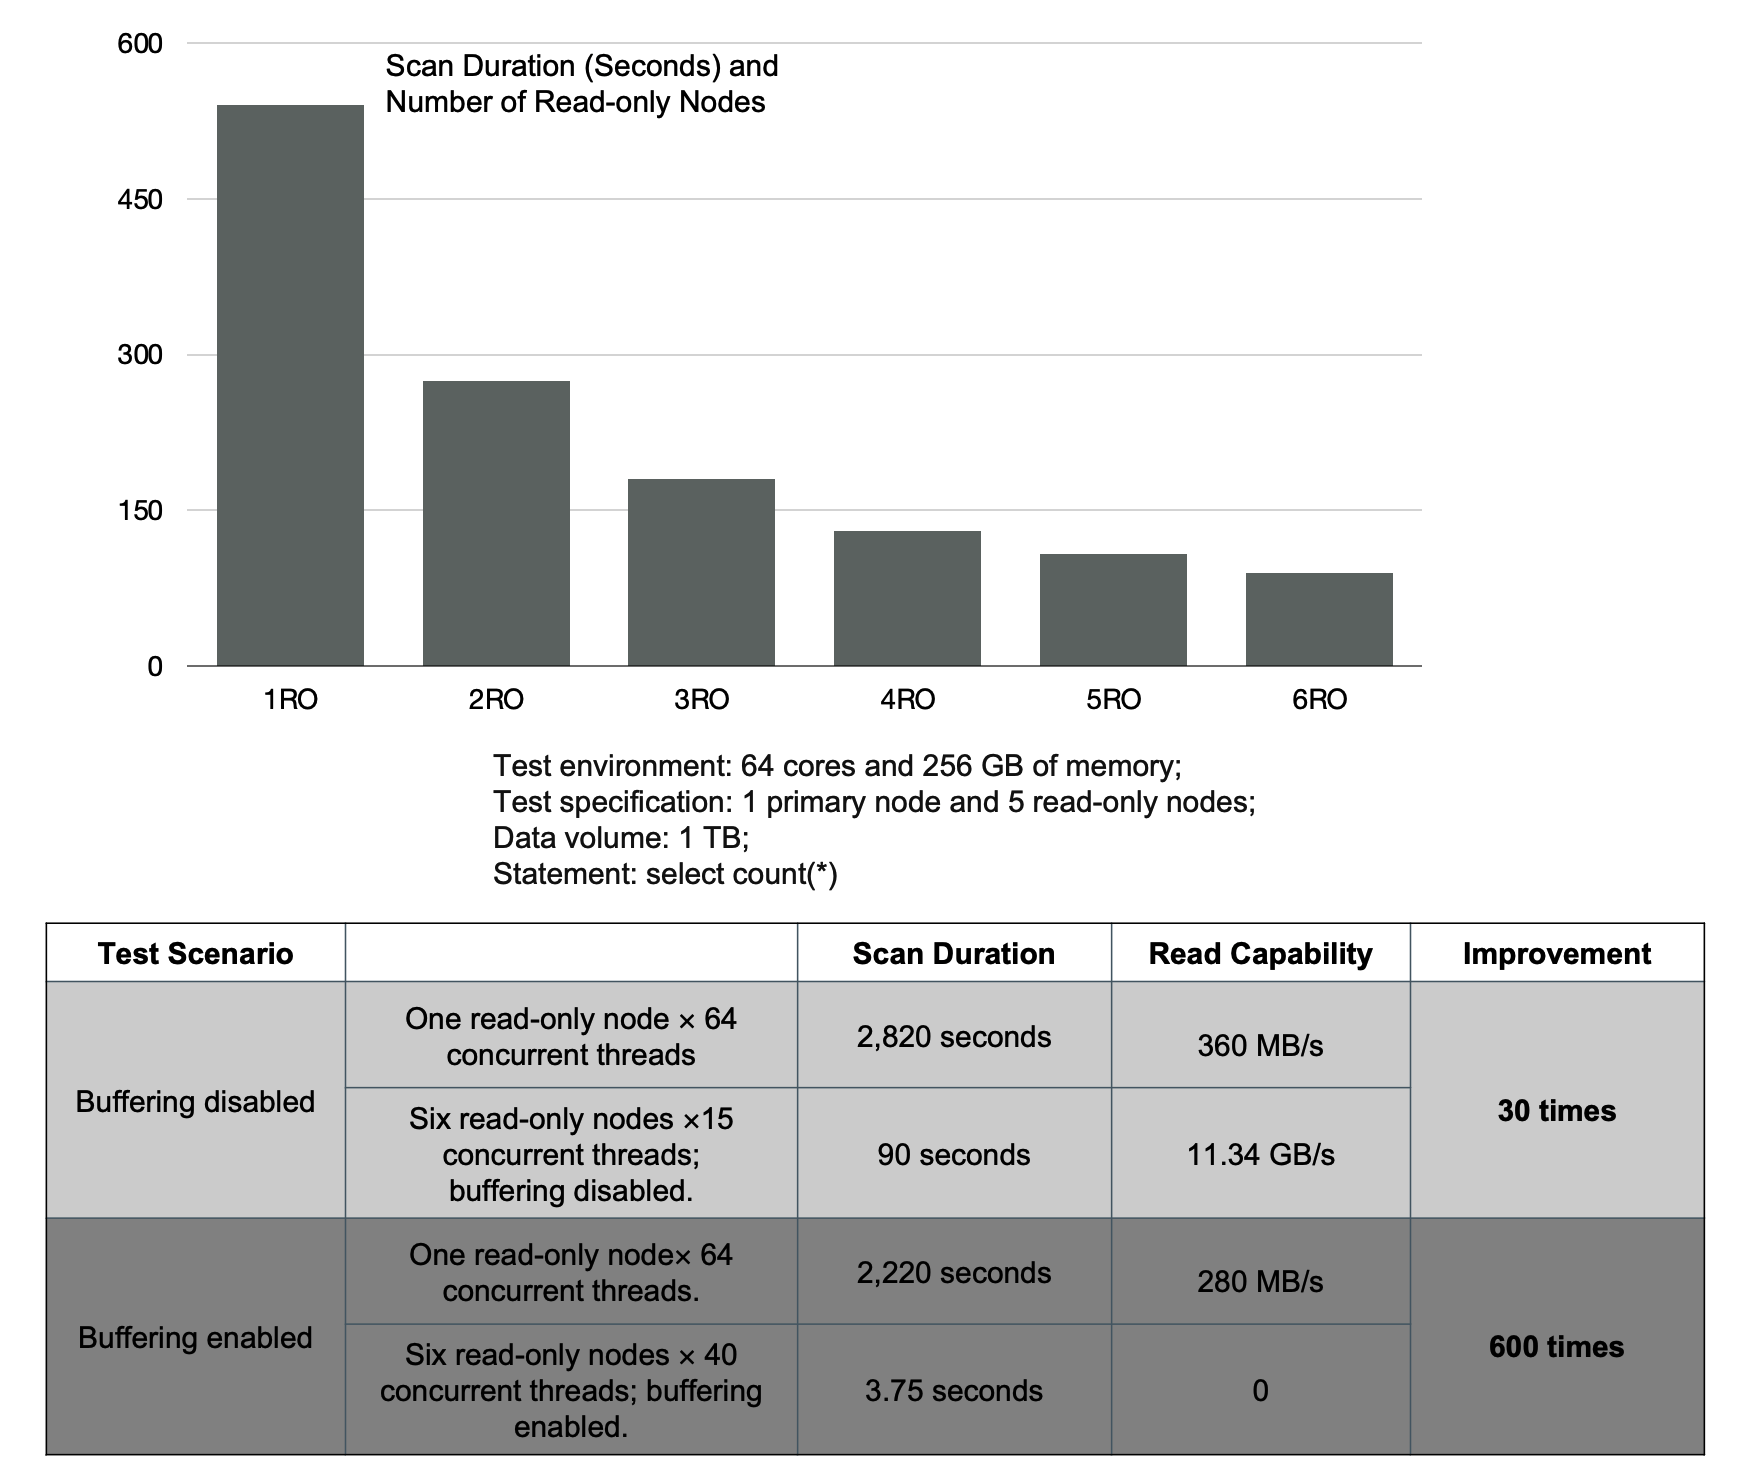 600
Scan Duration (Seconds) and
Number of Read-only Nodes
450
300
150
0
1RO 2RO 3RO 4RO 5RO 6RO
Test environment: 64 cores and 256 GB of memory;
Test specification: 1 primary node and 5 read-only nodes;
Data volume: 1 TB;
Statement: select count(*)
Test Scenario Scan Duration Read Capability Improvement
Buffering disabled
One read-only node × 64
concurrent threads
2,820 seconds
360 MB/s
30 times
Six read-only nodes ×15
concurrent threads;
buffering disabled.
90 seconds
11.34 GB/s
Buffering enabled
One read-only node× 64
concurrent threads.
2,220 seconds
280 MB/s
600 times
Six read-only nodes × 40
concurrent threads; buffering
enabled.
3.75 seconds
0